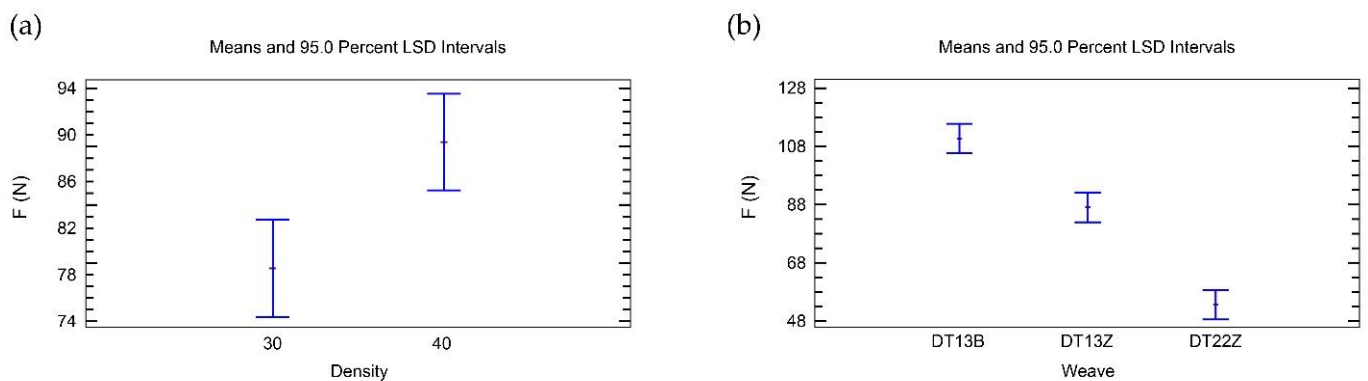 (a)
Means and 95.0 Percent LSD Intervals
94
90
86
82
78
74
F (N)
30 40
Density
(b)
Means and 95.0 Percent LSD Intervals
128
108
88
68
48
F (N)
DT13B DT13Z DT22Z
Weave